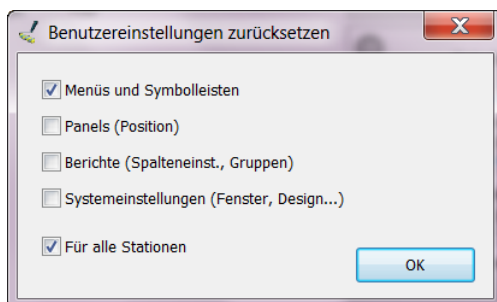 Benutzereinstellungen zurücksetzen
Menüs und Symbolleisten
Panels (Position)
Berichte (Spalteneinst., Gruppen)
Systemeinstellungen (Fenster, Design...)
Für alle Stationen
OK